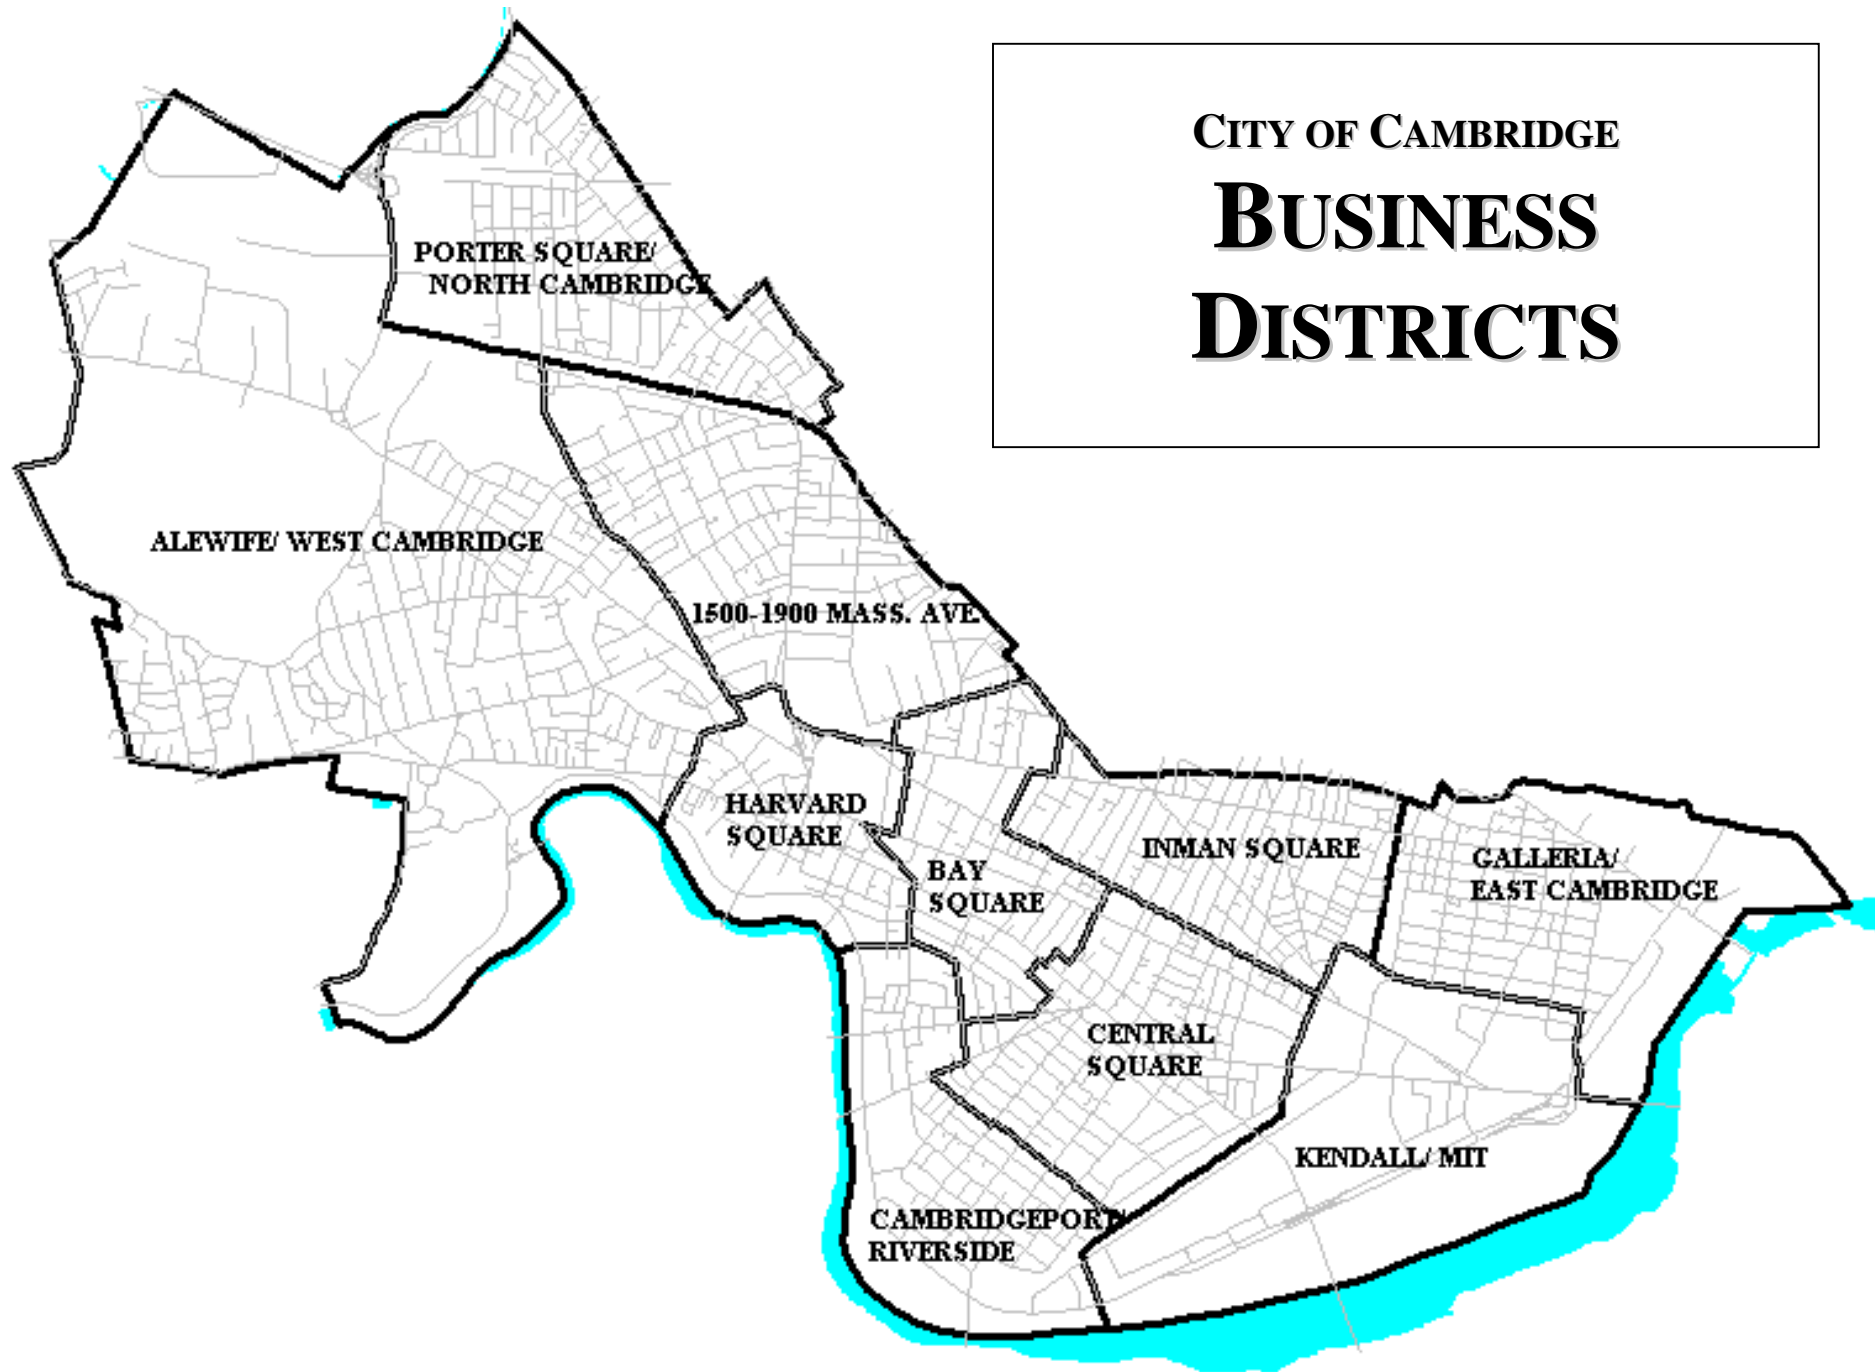 CITY OF CAMBRIDGE
BUSINESS
DISTRICTS
PORTER SQUARE/
NORTH CAMBRIDGE
ALEWIFE/ WEST CAMBRIDGE
1500-1900 MASS. AVE.
HARVARD
SQUARE
BAY
SQUARE
INMAN SQUARE
GALLERIA/
EAST CAMBRIDGE
CENTRAL
SQUARE
KENDALL/ MIT
CAMBRIDGEPORT/
RIVERSIDE